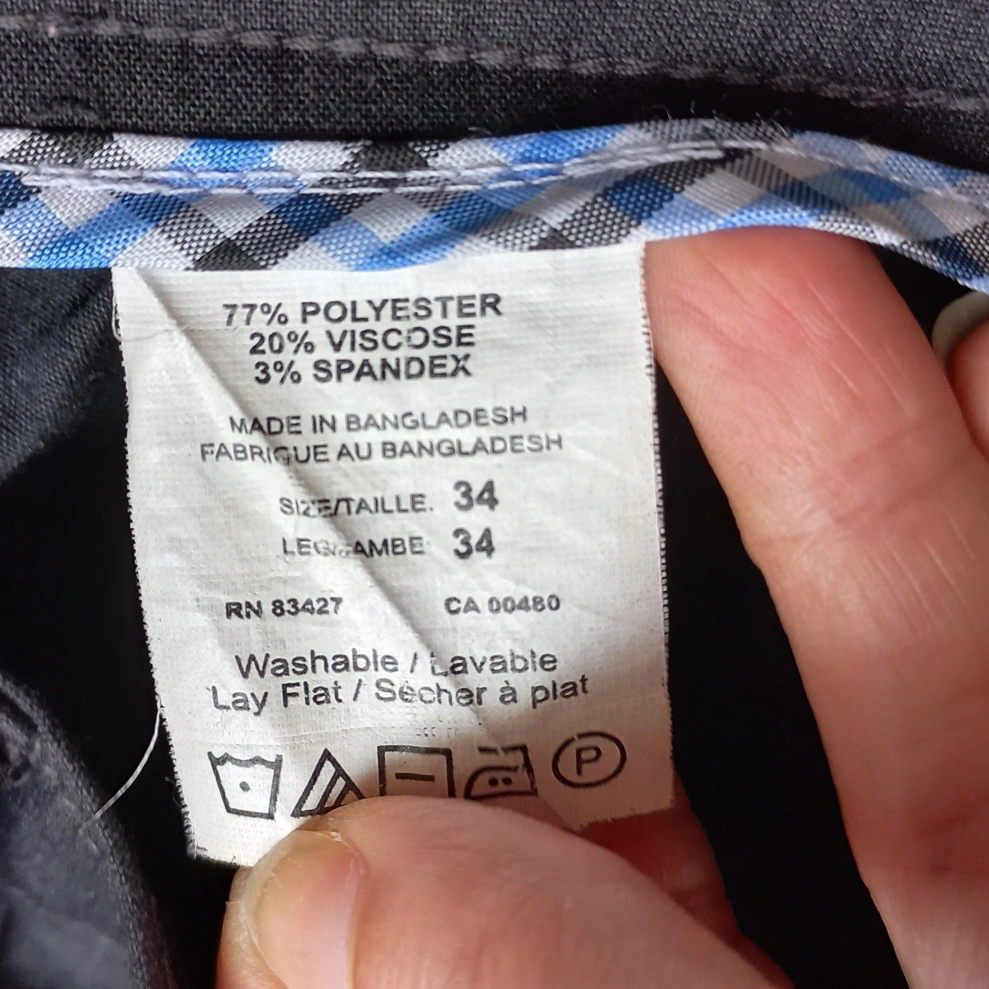 77% POLYESTER
20% VISCOSE
3% SPANDEX
MADE IN BANGLADESH
FABRIQUE AU BANGLADESH
SIZE/TAILLE. 34
LEG/JAMBE 34
RN 83427 CA 00480
Washable / Lavable
Lay Flat / Sécher à plat
P